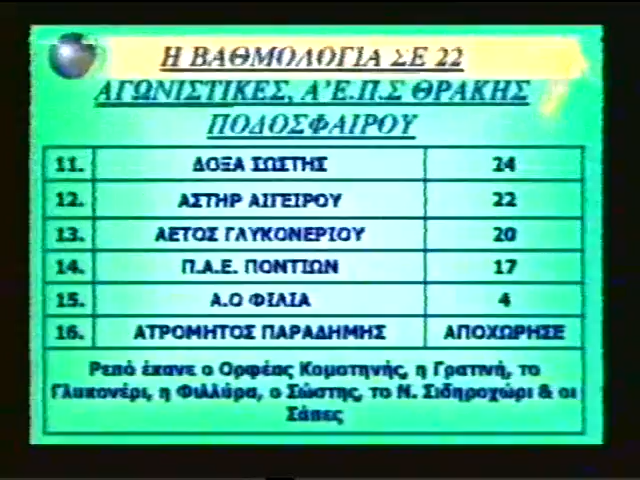 Η ΒΑΘΜΟΛΟΓΙΑ ΣΕ 22
ΑΓΩΝΙΣΤΙΚΕΣ, Α'Ε.Π.Σ ΘΡΑΚΗΣ
ΠΟΔΟΣΦΑΙΡΟΥ
11. ΔΟΞΑ ΣΩΣΤΗΣ 24
12. ΑΣΤΗΡ ΑΙΓΕΙΡΟΥ 22
13. ΑΕΤΟΣ ΓΛΥΚΟΝΕΡΙΟΥ 20
14. Π.Α.Ε. ΠΟΝΤΙΩΝ 17
15. Α.Ο ΦΙΛΙΑ 4
16. ΑΤΡΟΜΗΤΟΣ ΠΑΡΑΔΗΜΗΣ ΑΠΟΧΩΡΗΣΕ
Ρεπό έκανε ο Ορφέας Κομοτηνής, η Γρατινή, το
Γλυκονέρι, η Φιλλύρα, ο Σώστης, το Ν. Σιδηροχώρι & οι
Σάπες